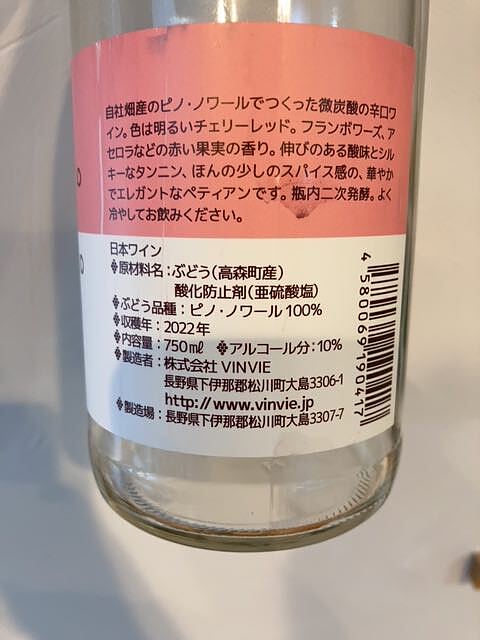 自社畑産のピノ・ノワールでつくった微炭酸の辛口ワ
イン。色は明るいチェリーレッド。フランボワーズ、ア
セロラなどの赤い果実の香り。伸びのある酸味とシル
キーなタンニン、ほんの少しのスパイス感の、華やか
でエレガントなペティアンです。瓶内二次発酵。よく
冷やしてお飲みください。
日本ワイン
❖原材料名：ぶどう（高森町産）
酸化防止剤（亜硫酸塩）
❖ぶどう品種：ピノ・ノワール100%
❖収穫年：2022年
❖内容量：750㎖ ❖アルコール分：10%
❖製造者：株式会社 VINVIE
長野県下伊那郡松川町大島3306-1
http://www.vinvie.jp
❖製造場：長野県下伊那郡松川町大島3307-7
4580069190417